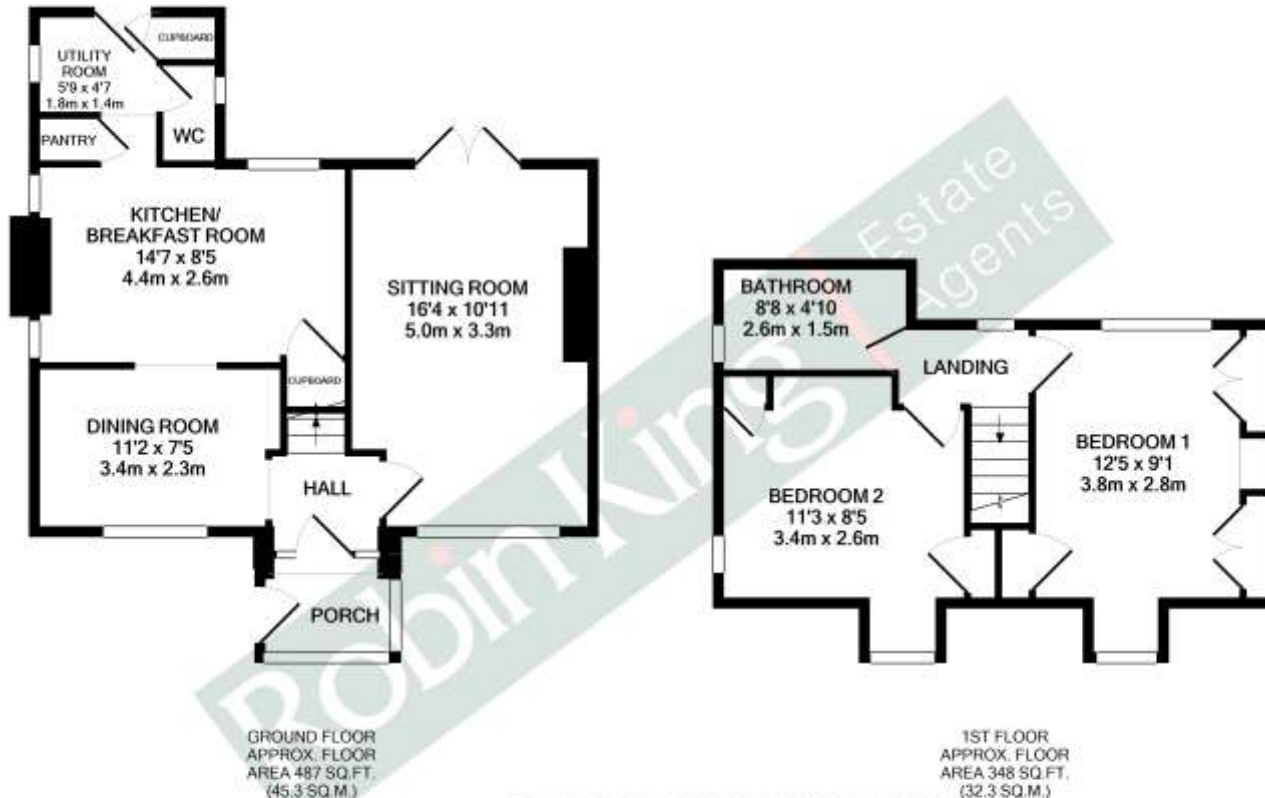 CUPBOARD
UTILITY
ROOM
5'9 x 4'7
1.8m x 1.4m
PANTRY
WC
KITCHEN/
BREAKFAST ROOM
14'7 x 8'5
4.4m x 2.6m
SITTING ROOM
16'4 x 10'11
5.0m x 3.3m
CUPBOARD
DINING ROOM
11'2 x 7'5
3.4m x 2.3m
HALL
PORCH
GROUND FLOOR
APPROX. FLOOR
AREA 487 SQ.FT.
(45.3 SQ.M.)
BATHROOM
8'8 x 4'10
2.6m x 1.5m
LANDING
BEDROOM 1
12'5 x 9'1
3.8m x 2.8m
BEDROOM 2
11'3 x 8'5
3.4m x 2.6m
1ST FLOOR
APPROX. FLOOR
AREA 348 SQ.FT.
(32.3 SQ.M.)
Robin King
Estate
Agents